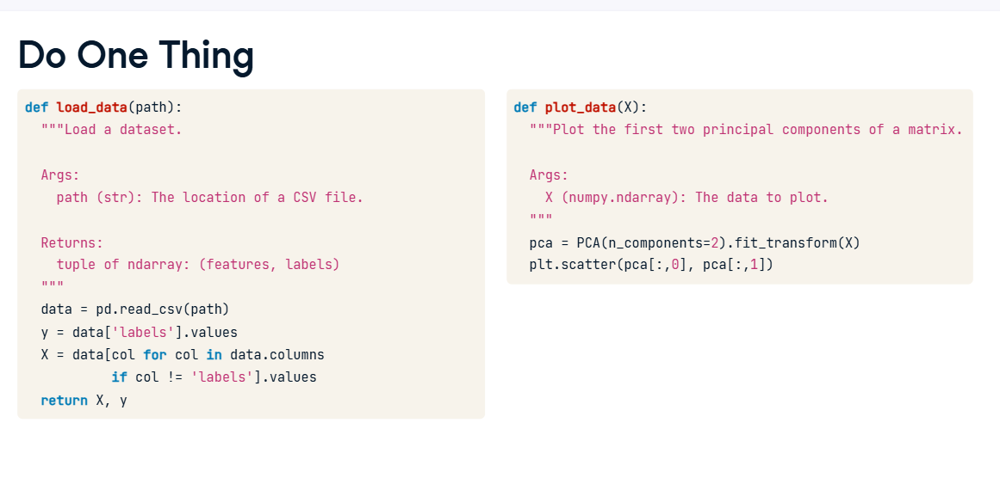 Do One Thing
def load_data(path):
"""Load a dataset.
Args:
path (str): The location of a CSV file.
Returns:
tuple of ndarray: (features, labels)
"""
data = pd.read_csv(path)
y = data['labels'].values
X = data[col for col in data.columns
if col != 'labels'].values
return X, y
def plot_data(X):
"""Plot the first two principal components of a matrix.
Args:
X (numpy.ndarray): The data to plot.
"""
pca = PCA(n_components=2).fit_transform(X)
plt.scatter(pca[:,0], pca[:,1])